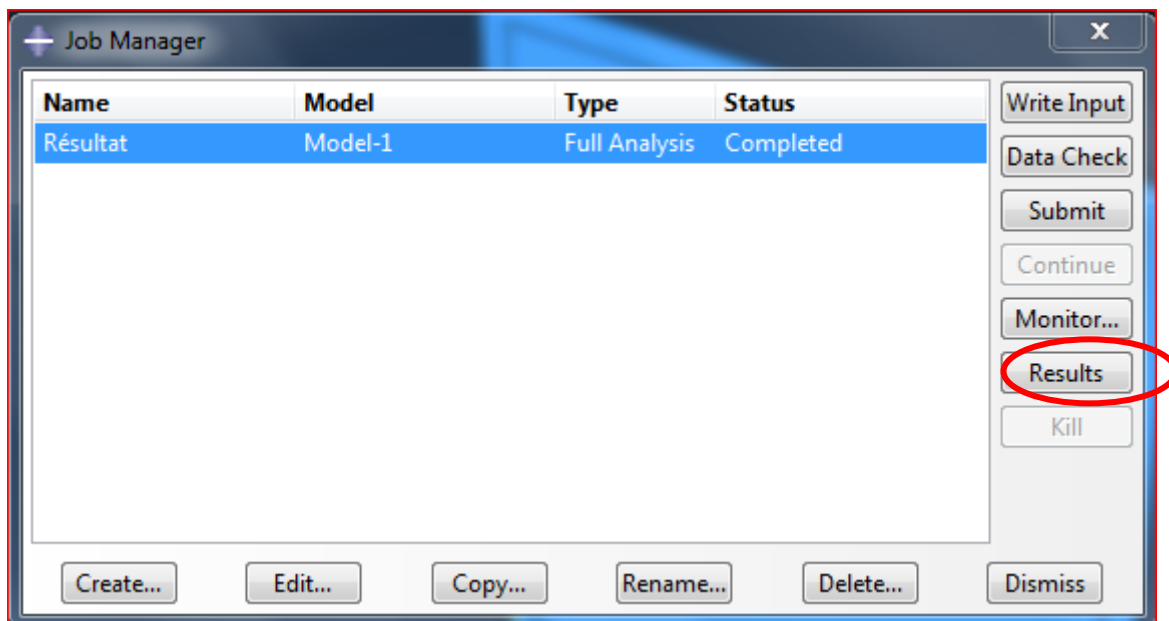 Job Manager
x
Name Model Type Status
Résultat Model-1 Full Analysis Completed
Write Input
Data Check
Submit
Continue
Monitor...
Results
Kill
Create... Edit... Copy... Rename... Delete... Dismiss